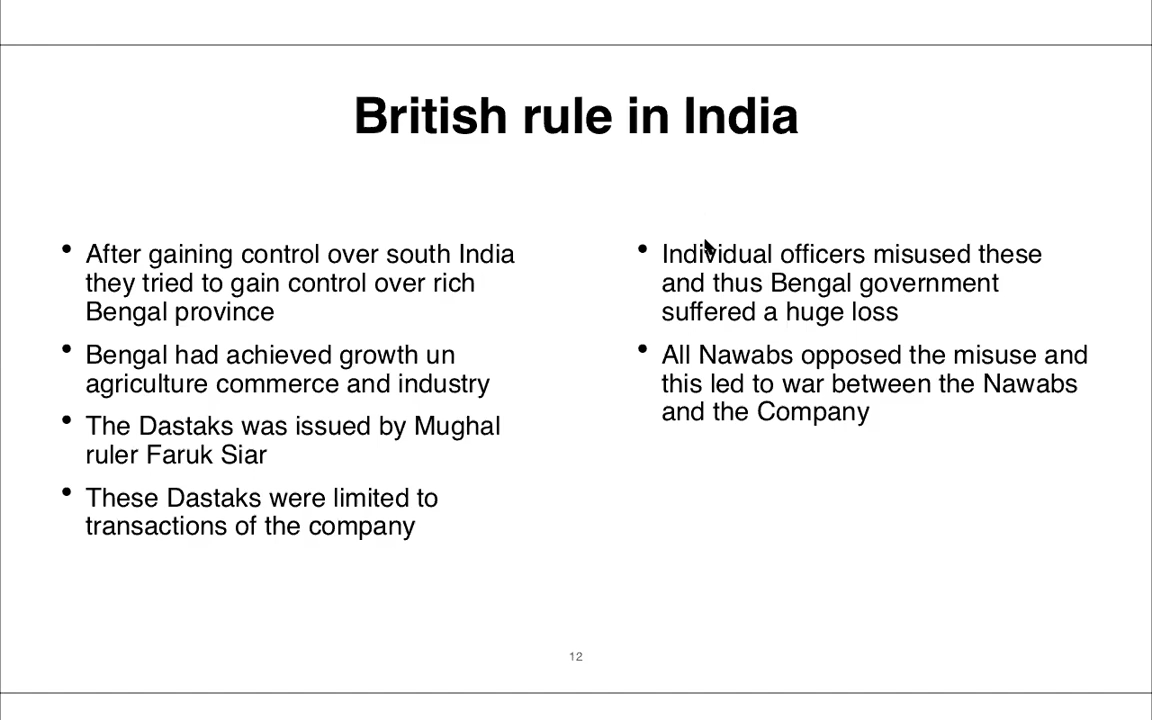 British rule in India
• After gaining control over south India
they tried to gain control over rich
Bengal province
• Bengal had achieved growth un
agriculture commerce and industry
• The Dastaks was issued by Mughal
ruler Faruk Siar
• These Dastaks were limited to
transactions of the company
• Individual officers misused these
and thus Bengal government
suffered a huge loss
• All Nawabs opposed the misuse and
this led to war between the Nawabs
and the Company
12